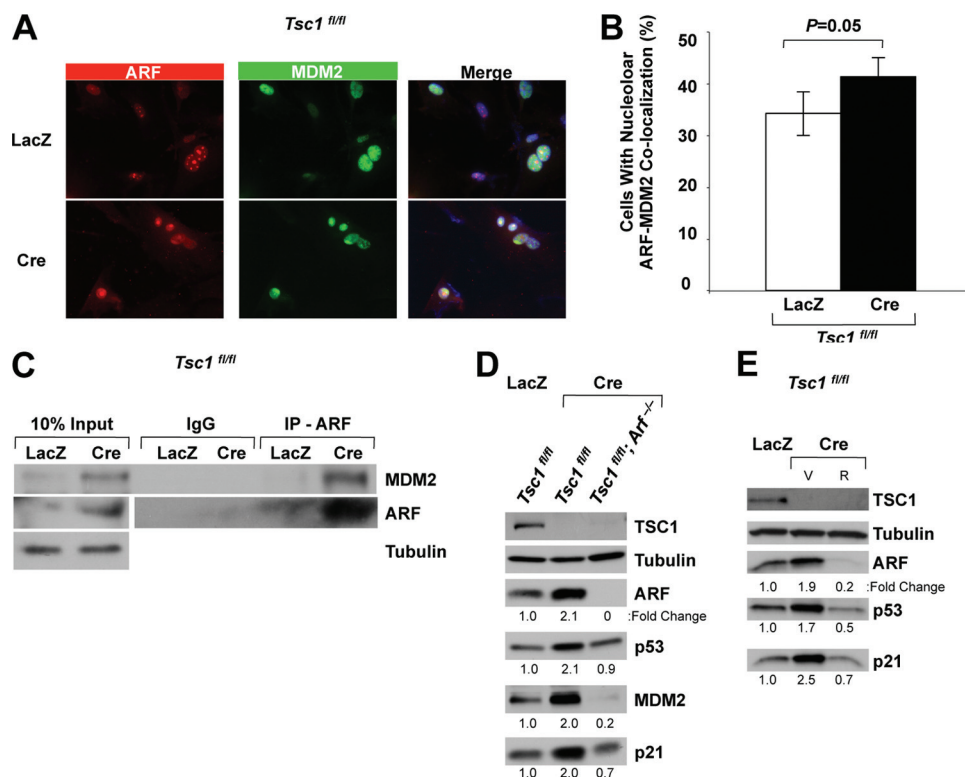 A
Tsc1 fl/fl
ARF MDM2 Merge
LacZ
Cre
B
P=0.05
Cells With Nucleoloar
ARF-MDM2 Co-localization (%)
50
40
30
20
10
0
LacZ Cre
Tsc1 fl/fl
C
Tsc1 fl/fl
10% Input IgG IP - ARF
LacZ Cre LacZ Cre LacZ Cre
MDM2
ARF
Tubulin
D
LacZ Cre
Tsc1 fl/fl Tsc1 fl/fl Tsc1 fl/fl; Arf –/–
TSC1
Tubulin
ARF
1.0 2.1 0 :Fold Change
p53
1.0 2.1 0.9
MDM2
1.0 2.0 0.2
p21
1.0 2.0 0.7
E
Tsc1 fl/fl
LacZ Cre
V R
TSC1
Tubulin
ARF
1.0 1.9 0.2 :Fold Change
p53
1.0 1.7 0.5
p21
1.0 2.5 0.7